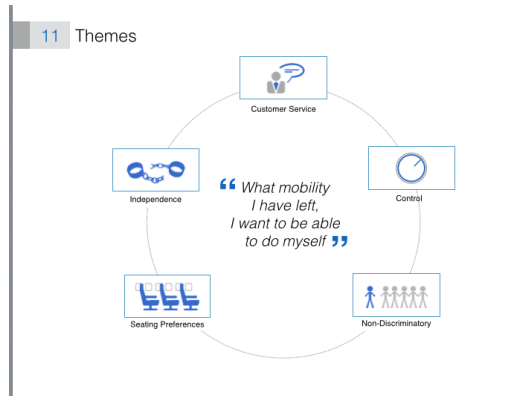 11 Themes
Customer Service
Independence
Control
“ What mobility
I have left,
I want to be able
to do myself ”
Seating Preferences
Non-Discriminatory